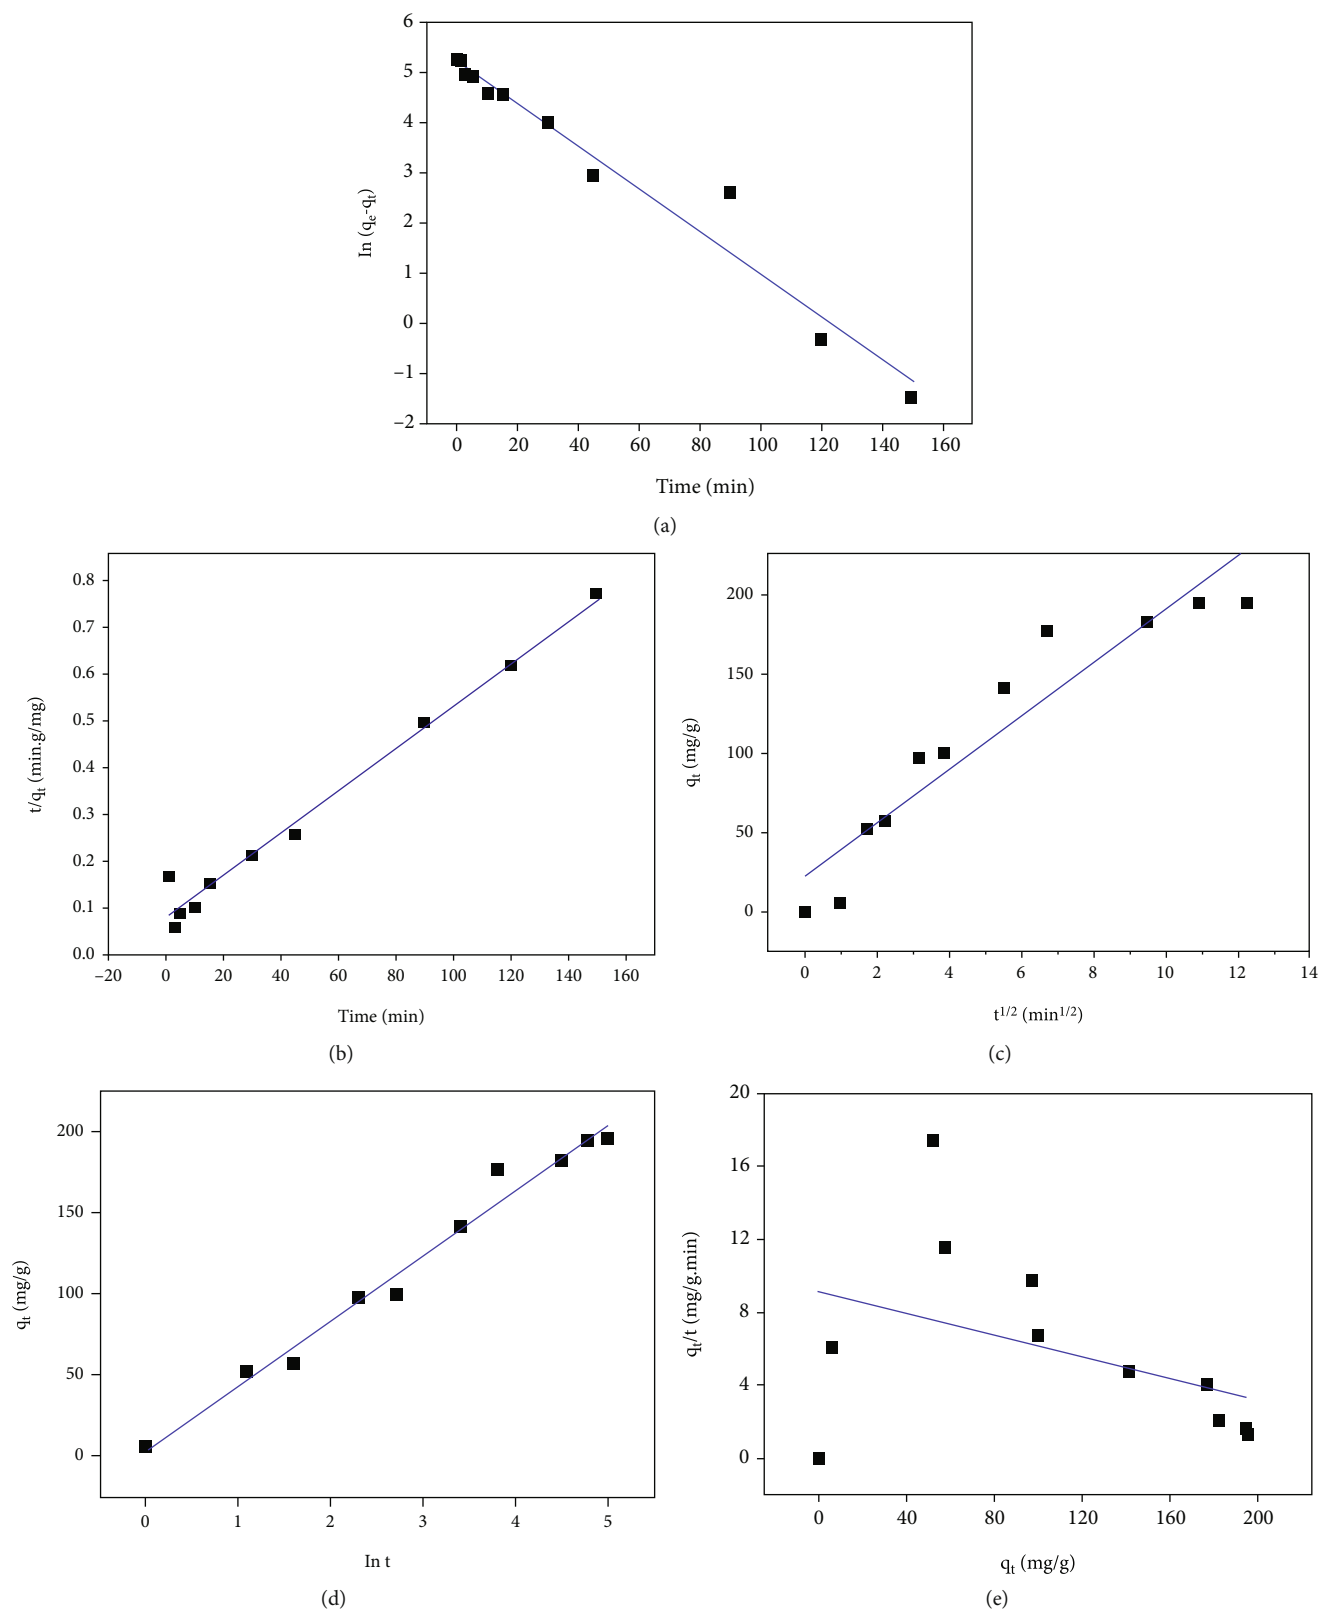 6
5
4
3
2
1
0
−1
−2
In (qe-qt)
0 20 40 60 80 100 120 140 160
Time (min)
(a)
0.8
0.7
0.6
0.5
0.4
0.3
0.2
0.1
0.0
t/qt (min.g/mg)
−20 0 20 40 60 80 100 120 140 160
Time (min)
(b)
200
150
100
50
0
qt (mg/g)
0 2 4 6 8 10 12 14
t1/2 (min1/2)
(c)
200
150
100
50
0
qt (mg/g)
0 1 2 3 4 5
In t
(d)
20
16
12
8
4
0
qt/t (mg/g.min)
0 40 80 120 160 200
qt (mg/g)
(e)